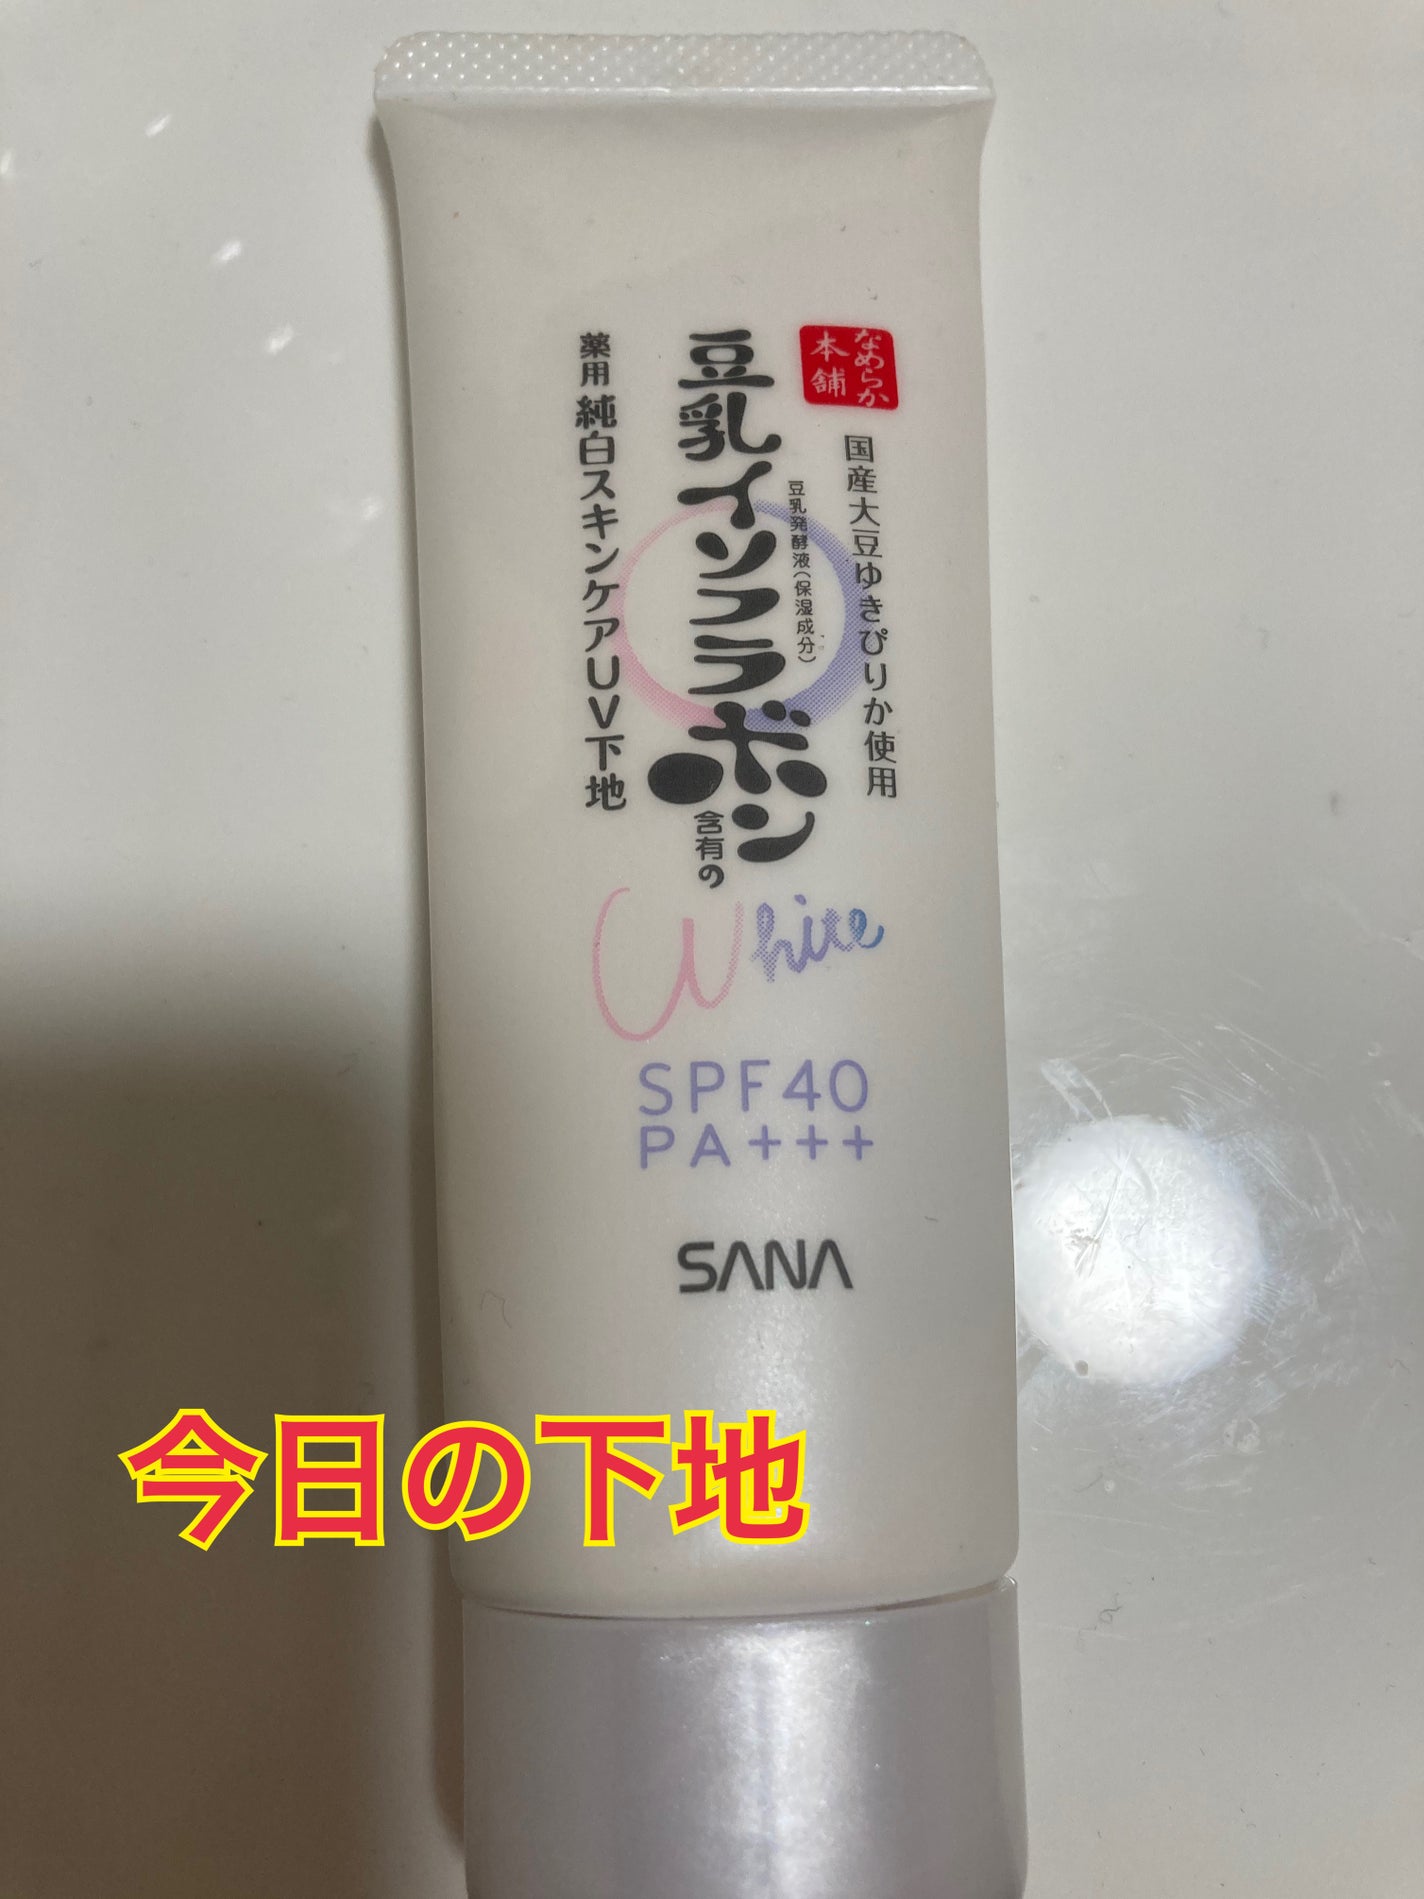 なめらか
本舗
国産大豆ゆきぴりか使用
豆乳発酵液(保湿成分)
豆乳イソフラボン
含有の
薬用 純白スキンケアUV下地
White
SPF40
PA+++
SANA
今日の下地